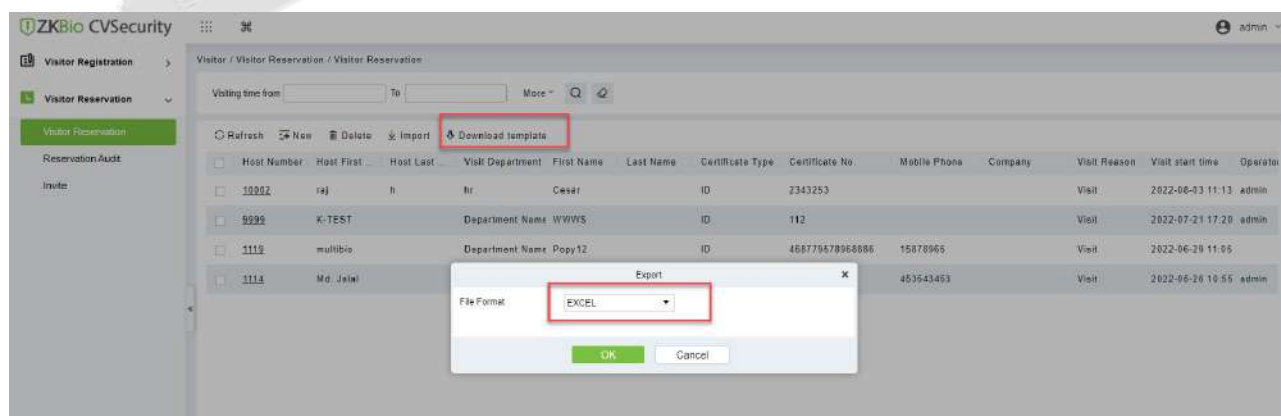 ZKBio CVSecurity admin
Visitor Registration
Visitor / Visitor Reservation / Visitor Reservation
Visitor Reservation
Visiting time from To More
Visitor Reservation
Refresh New Delete Import Download template
Reservation Audit
Host Number Host First ... Host Last ... Visit Department First Name Last Name Certificate Type Certificate No. Mobile Phone Company Visit Reason Visit start time Operator
Invite
10002 raj h hr Cesar ID 2343253 Visit 2022-08-03 11:13 admin
9999 K-TEST Department Name WWWS ID 112 Visit 2022-07-21 17:20 admin
1119 multibio Department Name Popy12 ID 468779678968686 15878965 Visit 2022-06-29 11:05
1114 Md. Jalal 453543453 Visit 2022-06-26 10:55 admin
Export
File Format EXCEL
OK Cancel